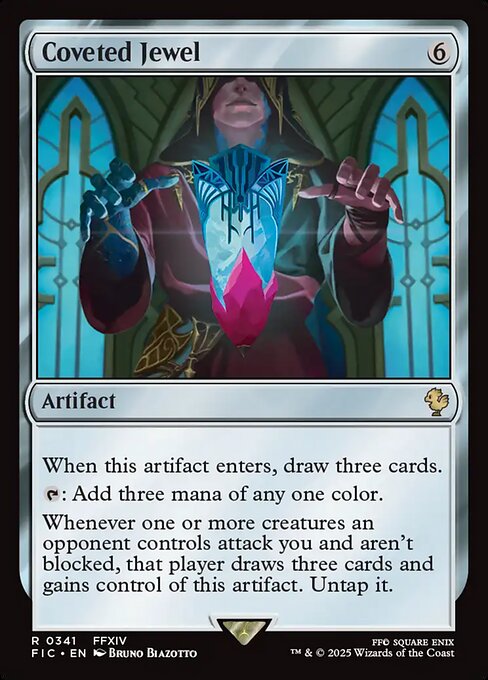 Coveted Jewel 6
Artifact
When this artifact enters, draw three cards.
: Add three mana of any one color.
Whenever one or more creatures an
opponent controls attack you and aren't
blocked, that player draws three cards and
gains control of this artifact. Untap it.
R 0341 FFXIV
FIC • EN Bruno Biazotto
FF© SQUARE ENIX
™ & © 2025 Wizards of the Coast